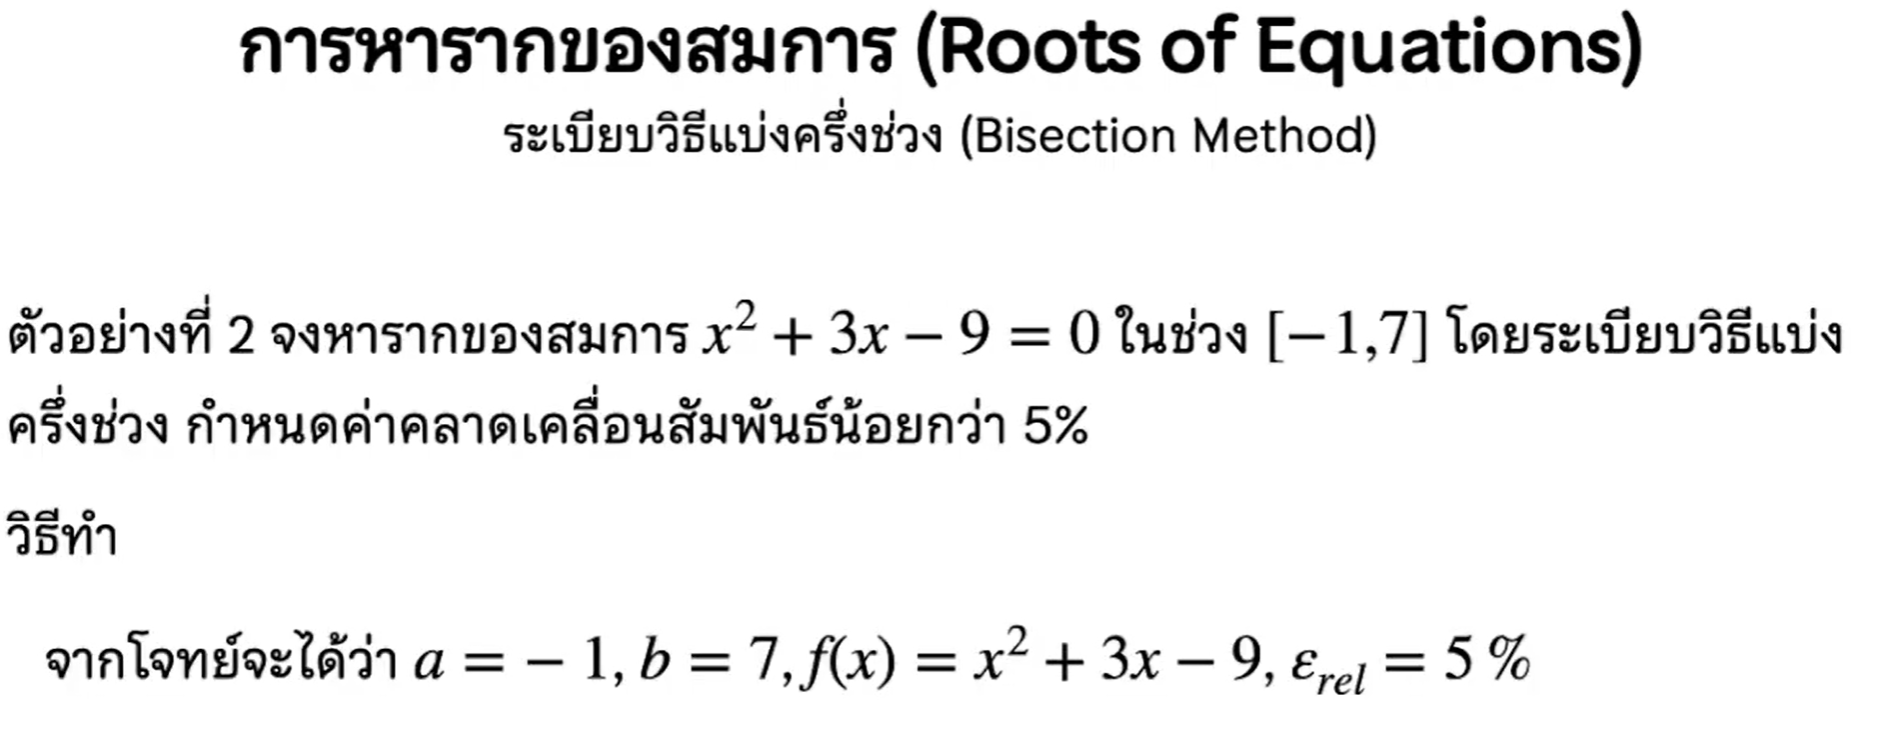 การหารากของสมการ (Roots of Equations)
ระเบียบวิธีแบ่งครึ่งช่วง (Bisection Method)
ตัวอย่างที่ 2 จงหารากของสมการ x² + 3x − 9 = 0 ในช่วง [−1,7] โดยระเบียบวิธีแบ่ง
ครึ่งช่วง กำหนดค่าคลาดเคลื่อนสัมพันธ์น้อยกว่า 5%
วิธีทำ
จากโจทย์จะได้ว่า a = − 1, b = 7, f(x) = x² + 3x − 9, ε_rel = 5 %